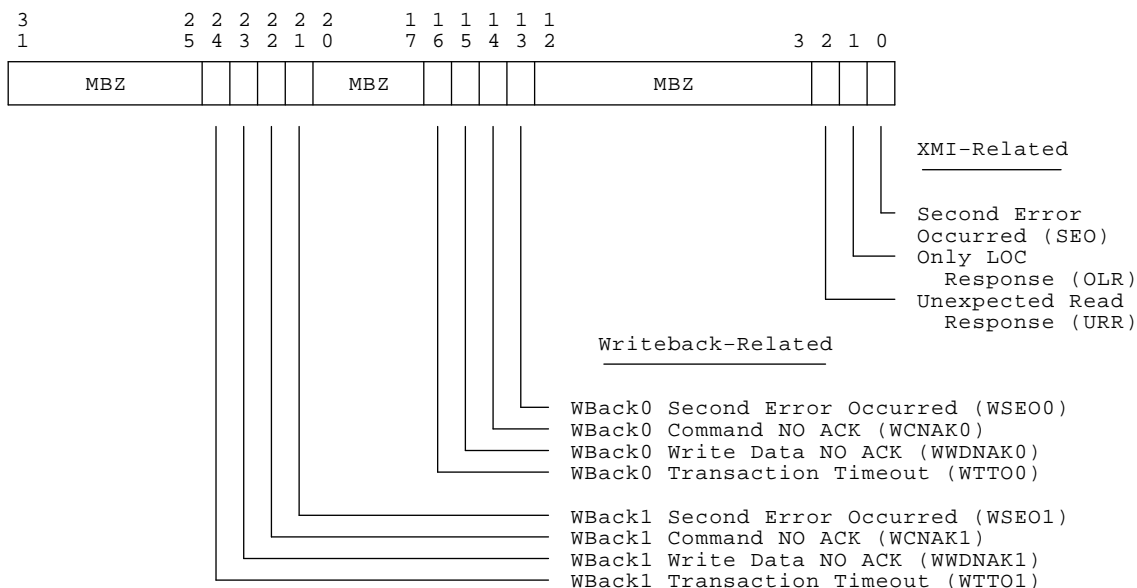 3 2 2 2 2 2 2 1 1 1 1 1 1
1 5 4 3 2 1 0 7 6 5 4 3 2 3 2 1 0
MBZ MBZ MBZ
XMI-Related
Second Error
Occurred (SEO)
Only LOC
Response (OLR)
Unexpected Read
Response (URR)
Writeback-Related
WBack0 Second Error Occurred (WSEO0)
WBack0 Command NO ACK (WCNAK0)
WBack0 Write Data NO ACK (WWDNAK0)
WBack0 Transaction Timeout (WTTO0)
WBack1 Second Error Occurred (WSEO1)
WBack1 Command NO ACK (WCNAK1)
WBack1 Write Data NO ACK (WWDNAK1)
WBack1 Transaction Timeout (WTTO1)